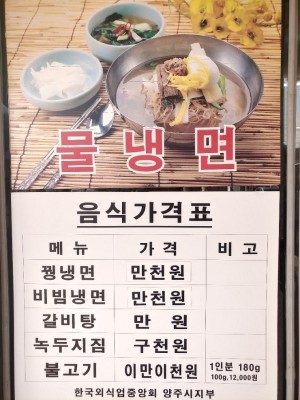 물냉면
음식가격표
메뉴 가격 비고
꿩냉면 만천원
비빔냉면 만천원
갈비탕 만 원
녹두지짐 구천원
불고기 이만이천원 1인분 180g
100g, 12,000원
한국외식업중앙회 양주시지부